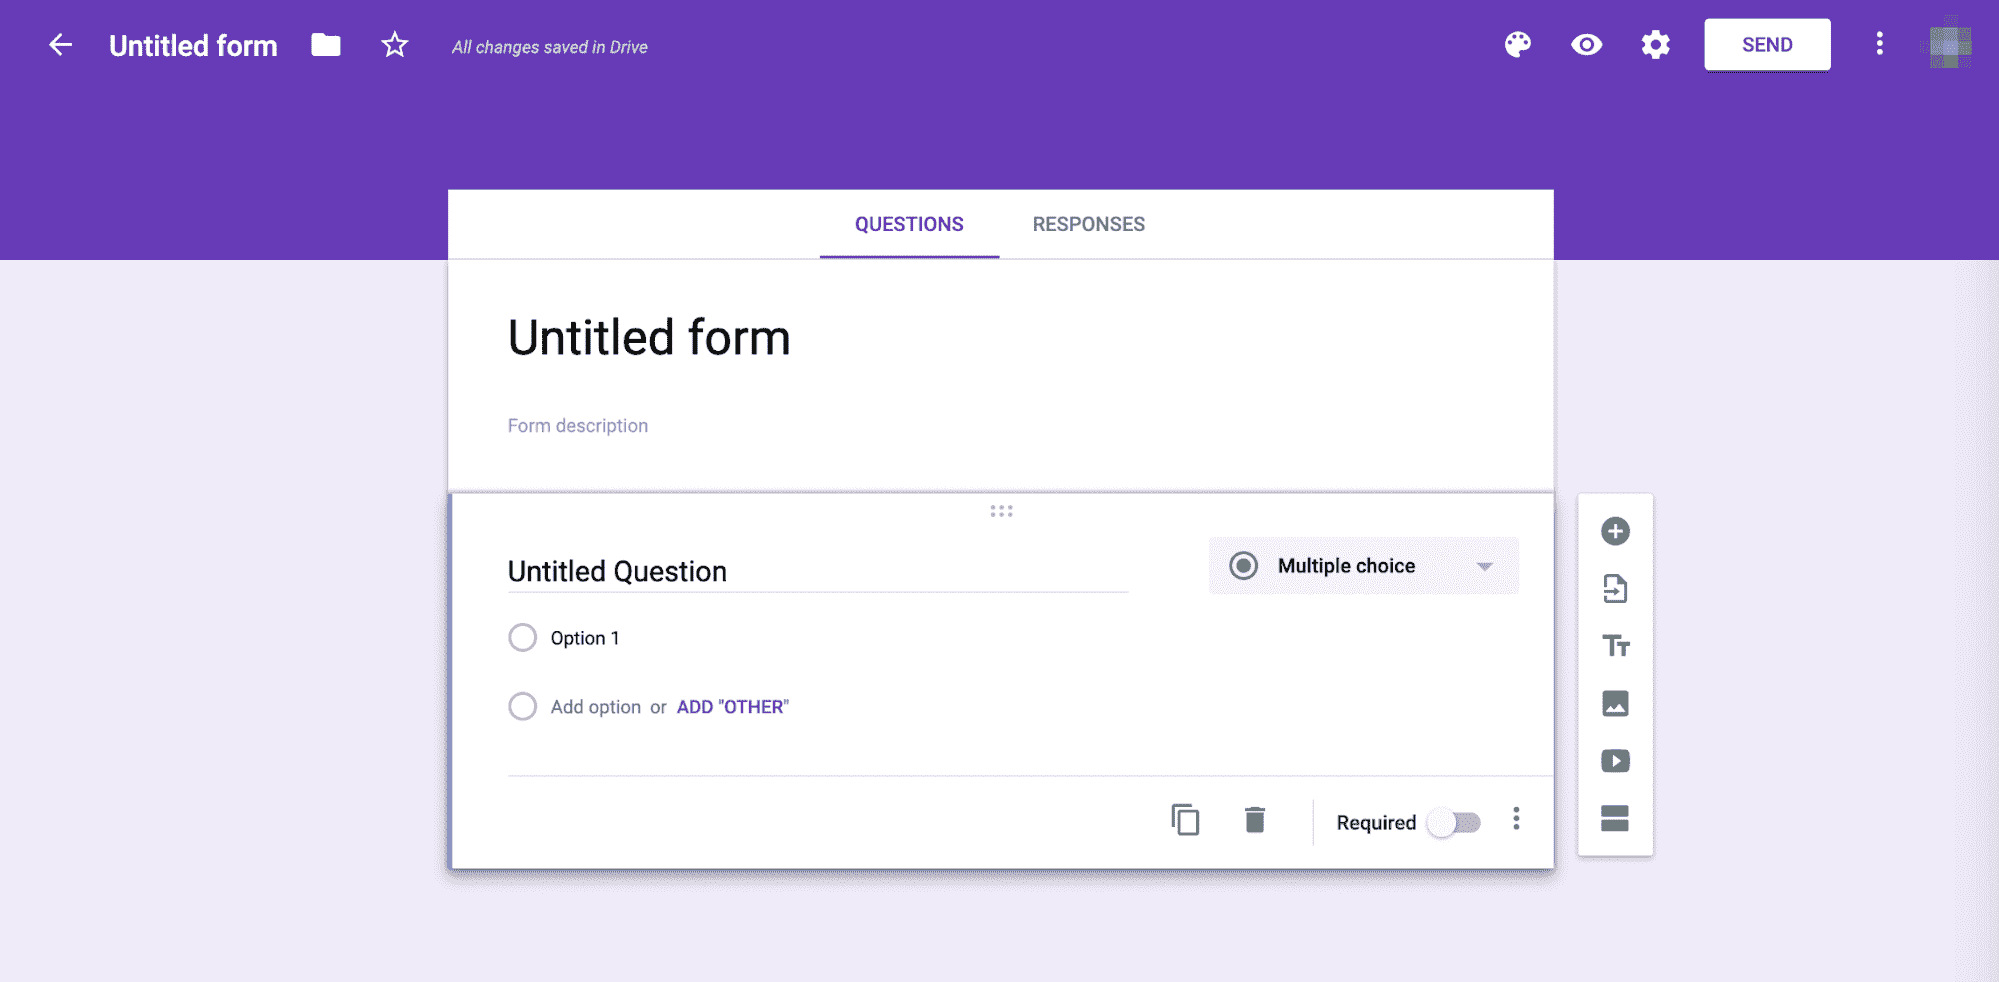 Untitled form
All changes saved in Drive
SEND
QUESTIONS RESPONSES
Untitled form
Form description
Untitled Question
Multiple choice
Option 1
Add option or ADD "OTHER"
Required